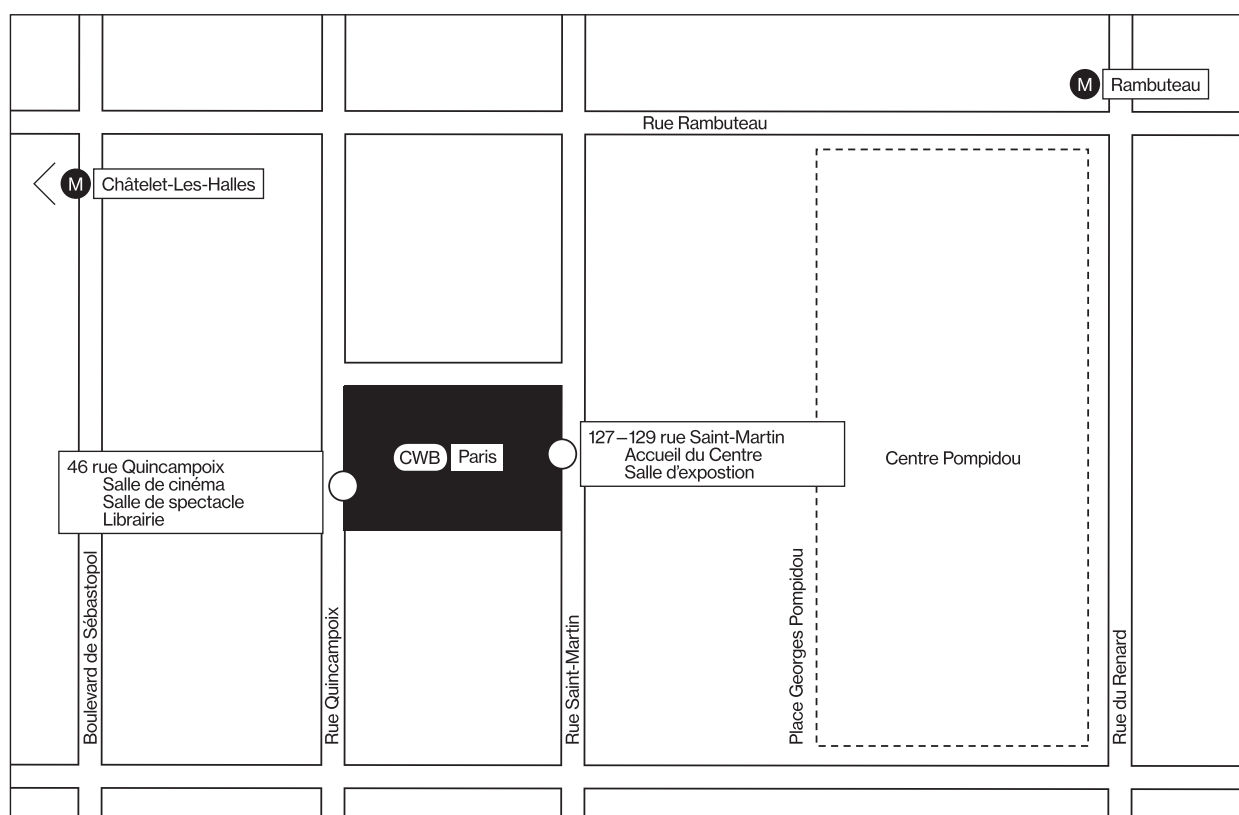 M Rambuteau
Rue Rambuteau
M Châtelet-Les-Halles
127–129 rue Saint-Martin
Accueil du Centre
Salle d'expostion
CWB Paris
Centre Pompidou
46 rue Quincampoix
Salle de cinéma
Salle de spectacle
Librairie
Boulevard de Sébastopol
Rue Quincampoix
Rue Saint-Martin
Place Georges Pompidou
Rue du Renard